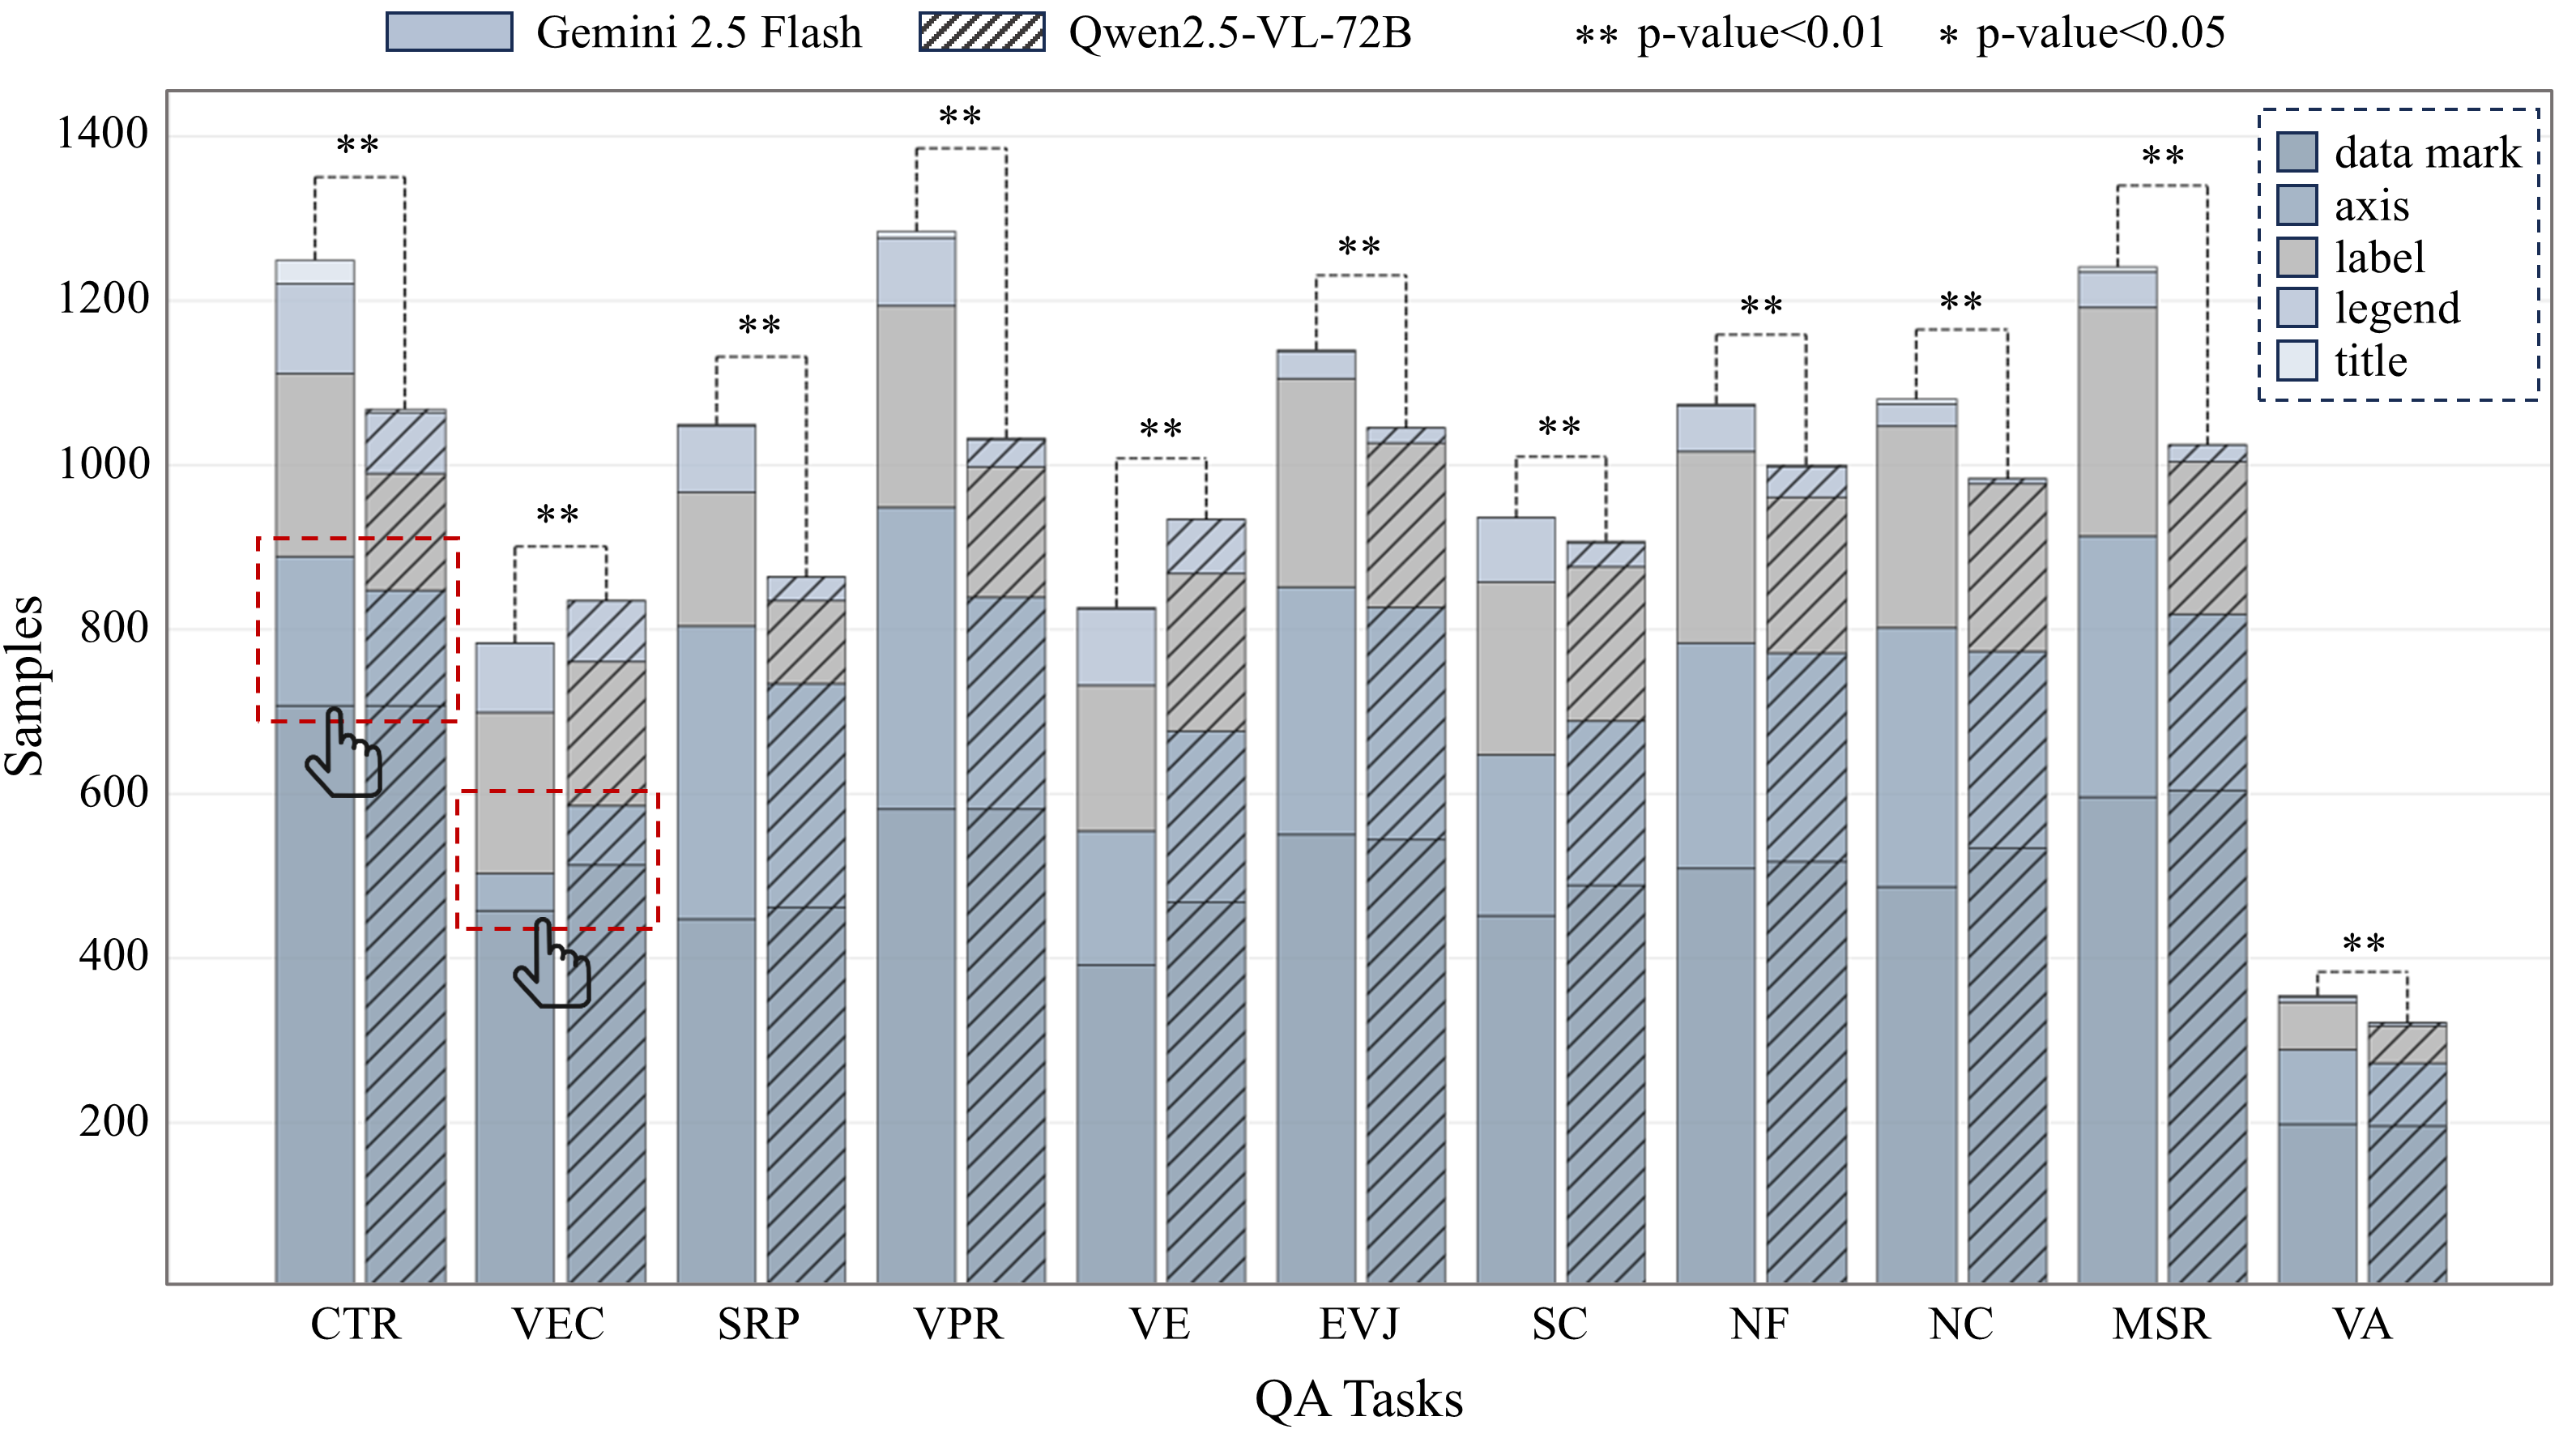 Gemini 2.5 Flash Qwen2.5-VL-72B ** p-value<0.01 * p-value<0.05
1400
1200
1000
800
600
400
200
Samples
** ** ** ** ** ** ** ** ** ** **
data mark
axis
label
legend
title
CTR VEC SRP VPR VE EVJ SC NF NC MSR VA
QA Tasks